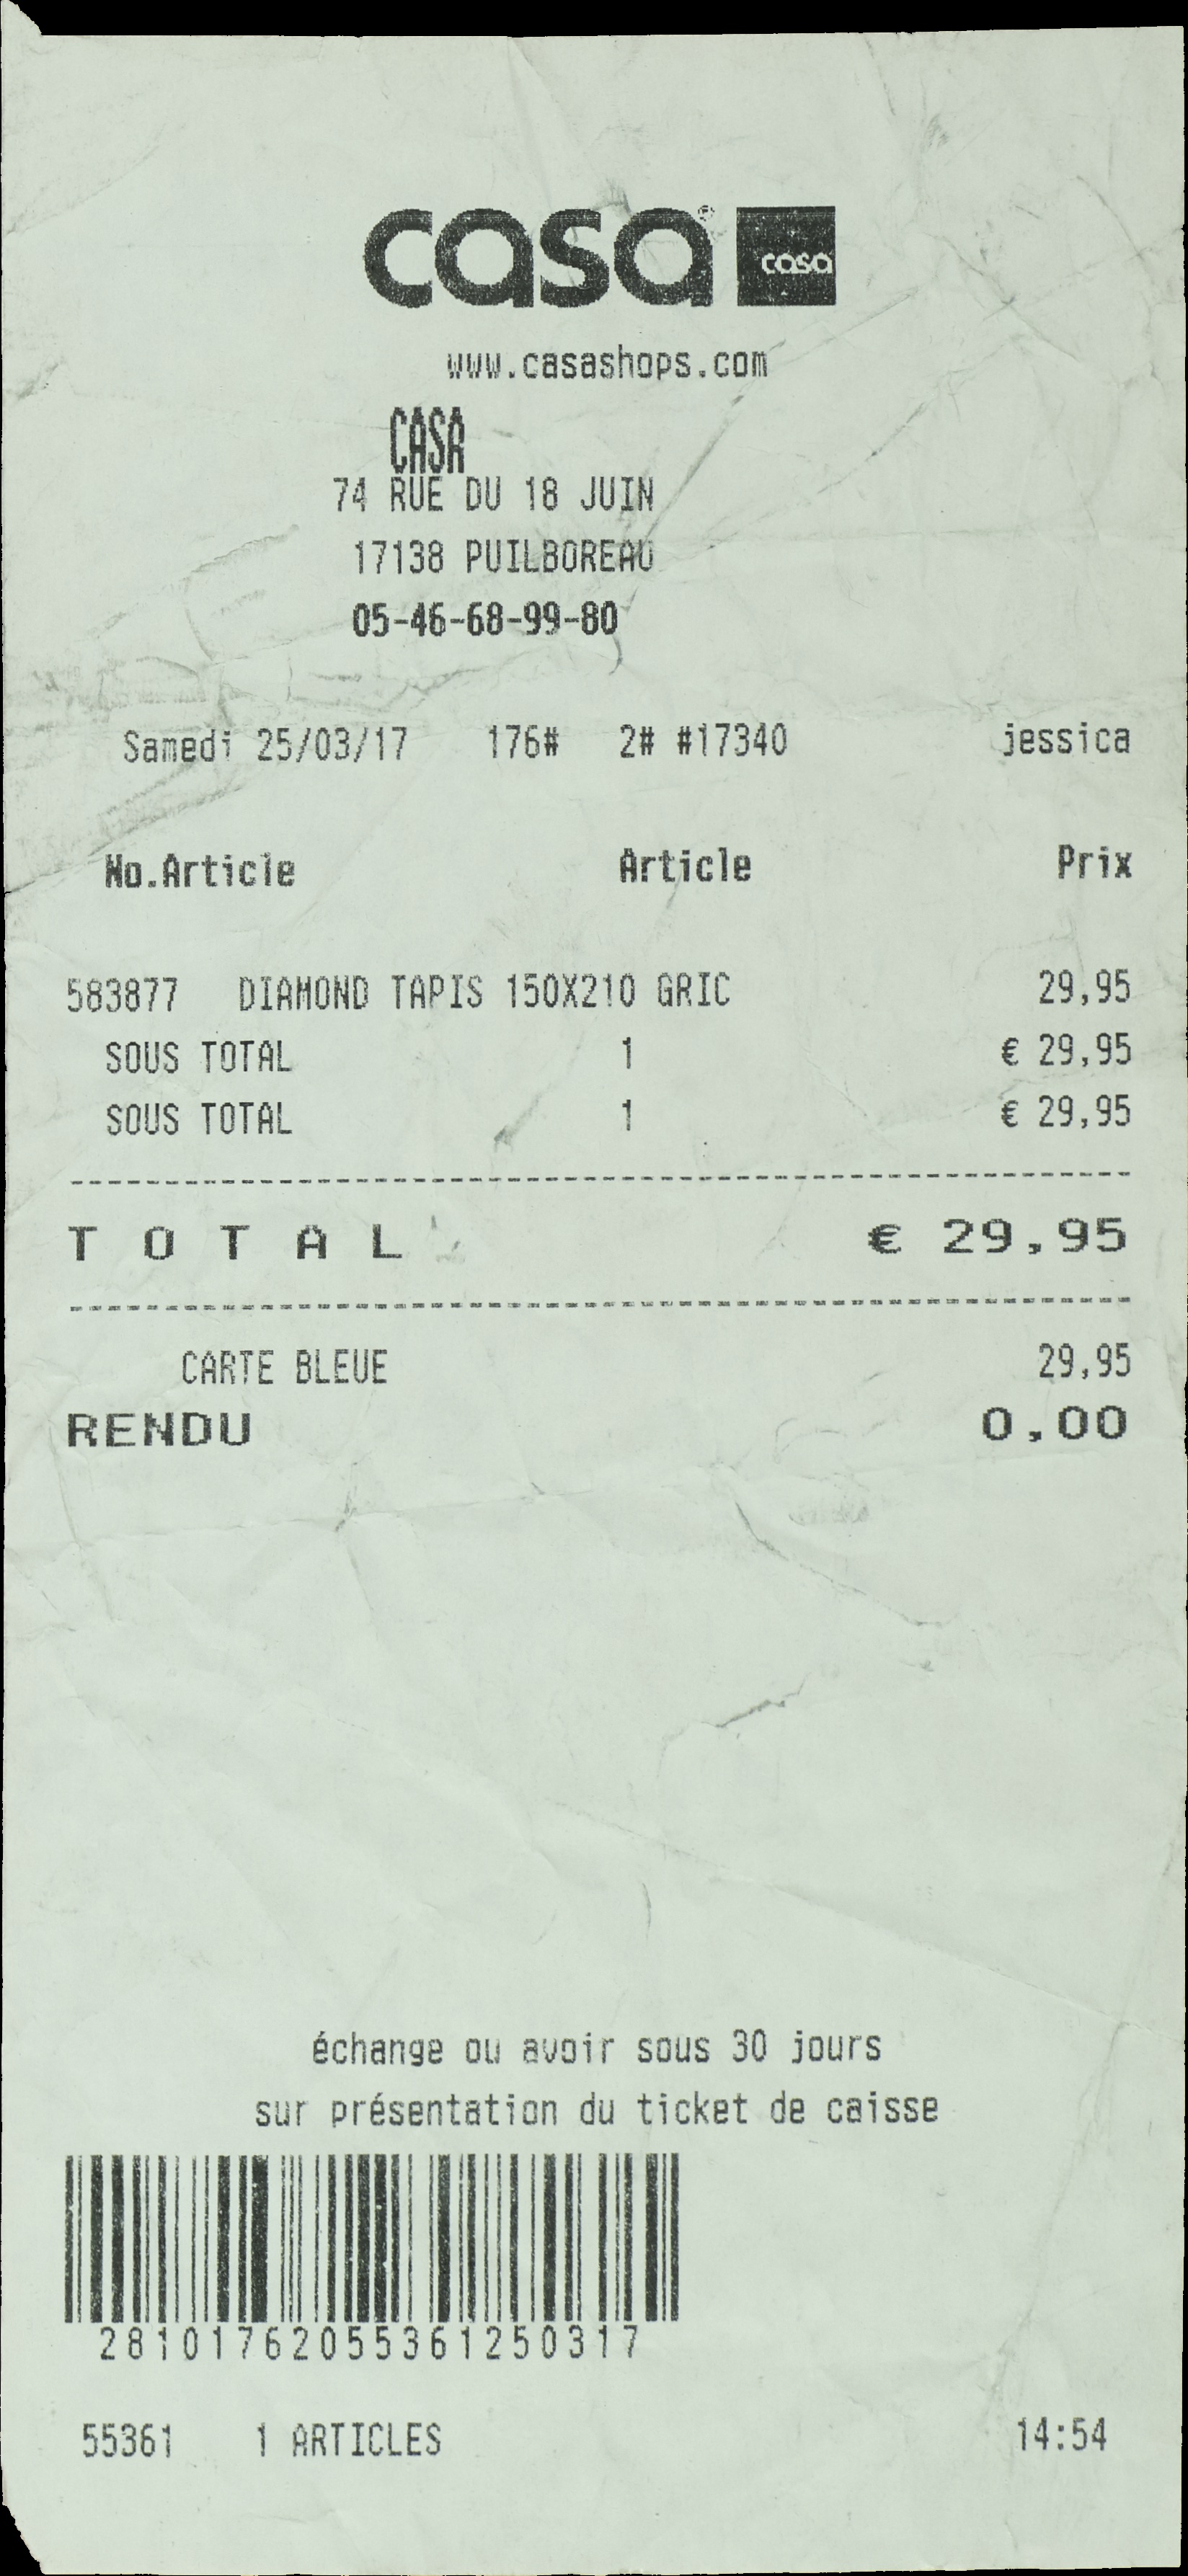 casa® casa
www.casashops.com
CASA
74 RUE DU 18 JUIN
17138 PUILBOREAU
05-46-68-99-80
Samedi 25/03/17 176# 2# #17340 jessica
No.Article Article Prix
583877 DIAMOND TAPIS 150X210 GRIC 29,95
SOUS TOTAL 1 € 29,95
SOUS TOTAL 1 € 29,95
T O T A L € 29,95
CARTE BLEUE 29,95
RENDU 0,00
échange ou avoir sous 30 jours
sur présentation du ticket de caisse
28101762055361250317
55361 1 ARTICLES 14:54